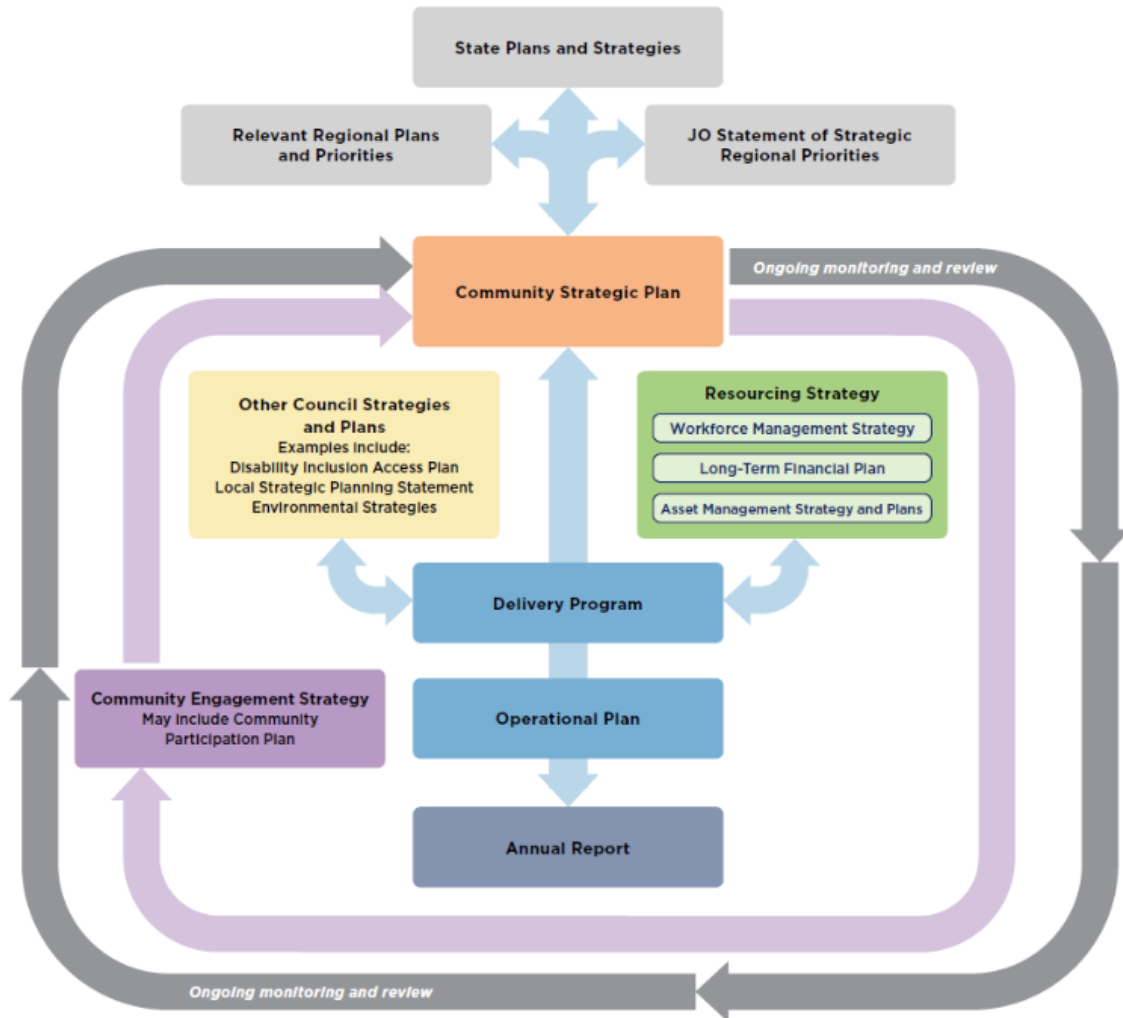 State Plans and Strategies
Relevant Regional Plans
and Priorities
JO Statement of Strategic
Regional Priorities
Community Strategic Plan
Ongoing monitoring and review
Other Council Strategies
and Plans
Examples include:
Disability Inclusion Access Plan
Local Strategic Planning Statement
Environmental Strategies
Resourcing Strategy
Workforce Management Strategy
Long-Term Financial Plan
Asset Management Strategy and Plans
Delivery Program
Community Engagement Strategy
May include Community
Participation Plan
Operational Plan
Annual Report
Ongoing monitoring and review